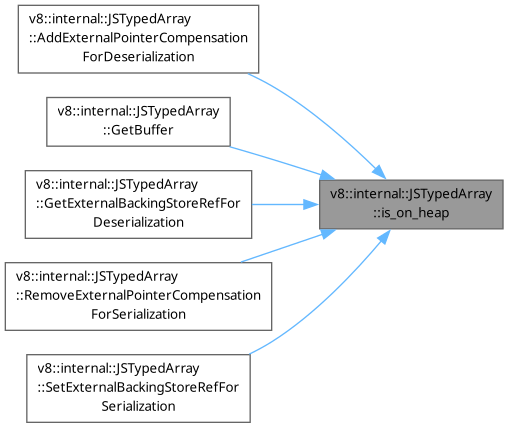 v8::internal::JSTypedArray
::AddExternalPointerCompensation
ForDeserialization
v8::internal::JSTypedArray
::GetBuffer
v8::internal::JSTypedArray
::GetExternalBackingStoreRefFor
Deserialization
v8::internal::JSTypedArray
::is_on_heap
v8::internal::JSTypedArray
::RemoveExternalPointerCompensation
ForSerialization
v8::internal::JSTypedArray
::SetExternalBackingStoreRefFor
Serialization